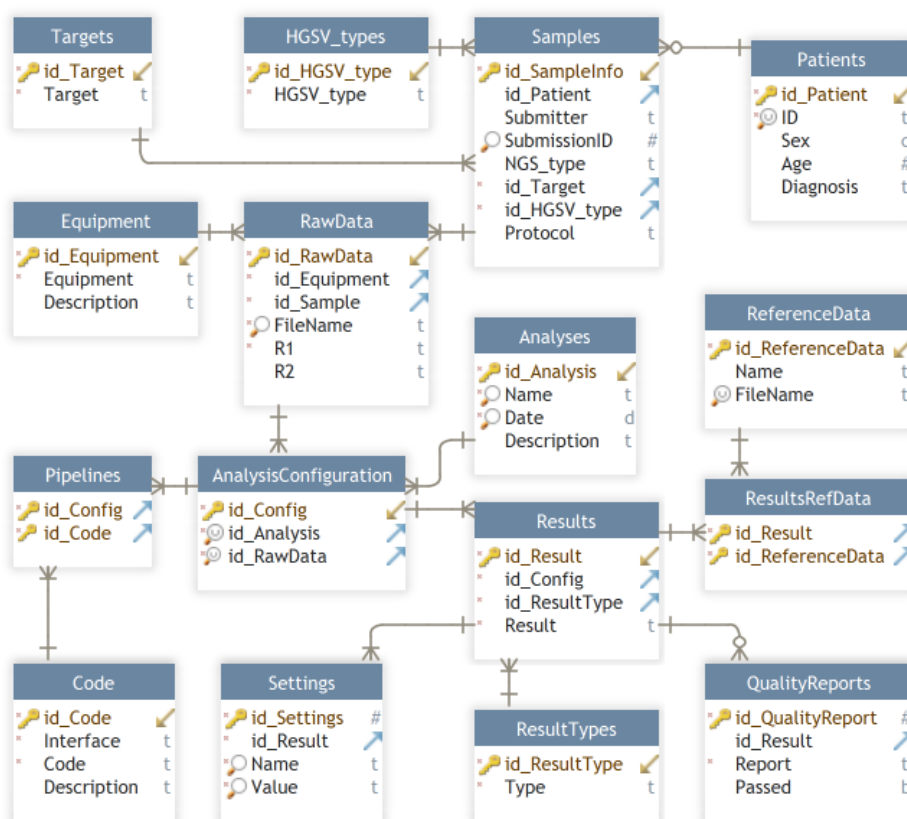 Targets
id_Target
Target t
HGSV_types
id_HGSV_type
HGSV_type t
Samples
id_SampleInfo
id_Patient
Submitter t
SubmissionID #
NGS_type t
id_Target
id_HGSV_type
Protocol t
Patients
id_Patient
ID t
Sex c
Age #
Diagnosis t
Equipment
id_Equipment
Equipment t
Description t
RawData
id_RawData
id_Equipment
id_Sample
FileName t
R1 t
R2 t
Analyses
id_Analysis
Name t
Date d
Description t
ReferenceData
id_ReferenceData
Name t
FileName t
Pipelines
id_Config
id_Code
AnalysisConfiguration
id_Config
id_Analysis
id_RawData
Results
id_Result
id_Config
id_ResultType
Result t
ResultsRefData
id_Result
id_ReferenceData
Code
id_Code
Interface t
Code t
Description t
Settings
id_Settings #
id_Result
Name t
Value t
ResultTypes
id_ResultType
Type t
QualityReports
id_QualityReport #
id_Result
Report t
Passed b